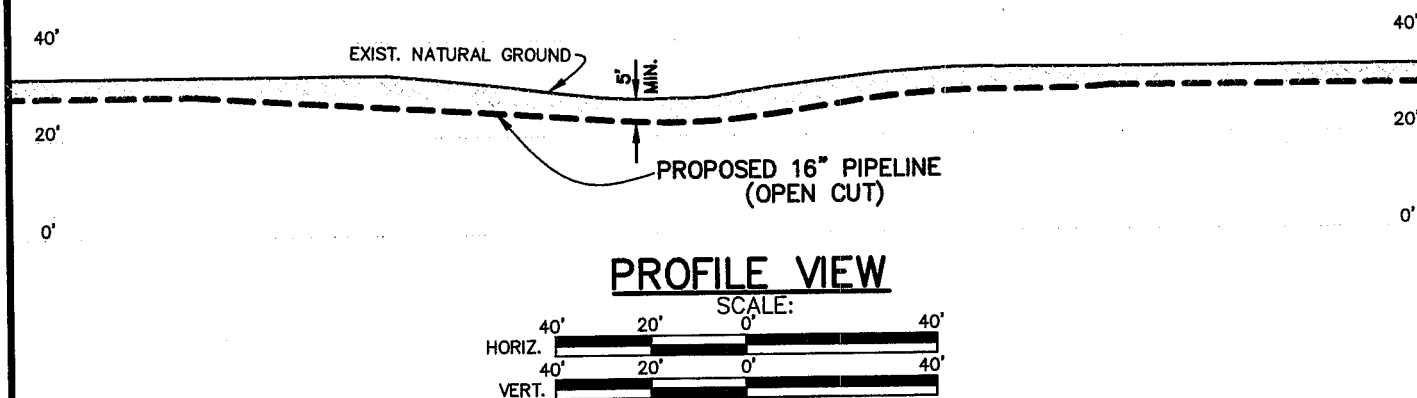 40'
40'
EXIST. NATURAL GROUND
5'
MIN.
20'
20'
PROPOSED 16" PIPELINE
(OPEN CUT)
0'
0'
PROFILE VIEW
SCALE:
40' 20' 0' 40'
HORIZ.
40' 20' 0' 40'
VERT.